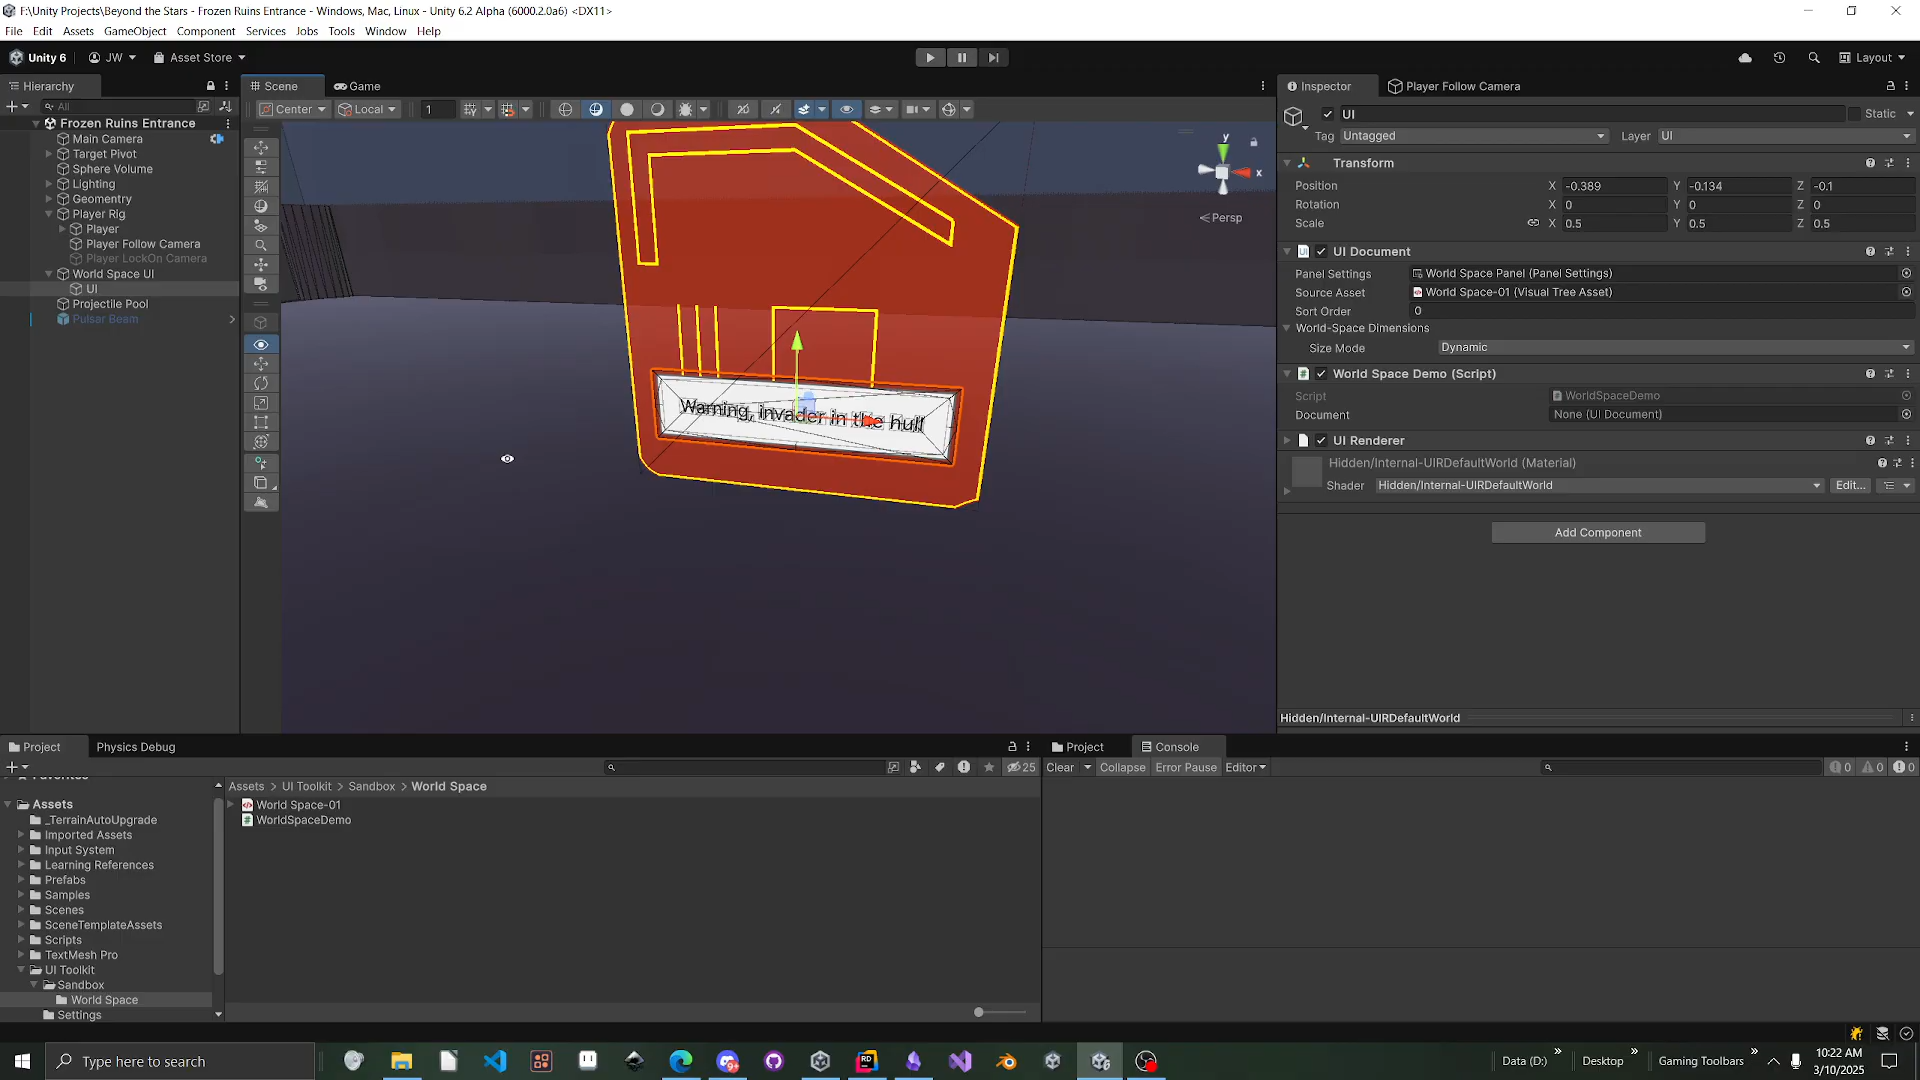 F:\Unity Projects\Beyond the Stars - Frozen Ruins Entrance - Windows, Mac, Linux - Unity 6.2 Alpha (6000.2.0a6) <DX11>
File Edit Assets GameObject Component Services Jobs Tools Window Help
Unity 6 JW Asset Store Layout
Hierarchy
All
Frozen Ruins Entrance
Main Camera
Target Pivot
Sphere Volume
Lighting
Geomentry
Player Rig
Player
Player Follow Camera
Player LockOn Camera
World Space UI
UI
Projectile Pool
Pulsar Beam
Scene Game
Center Local 1
y
x
Persp
Warning, invader in the hull
Inspector Player Follow Camera
UI Static
Tag Untagged Layer UI
Transform
Position X -0.389 Y -0.134 Z -0.1
Rotation X 0 Y 0 Z 0
Scale X 0.5 Y 0.5 Z 0.5
UI Document
Panel Settings World Space Panel (Panel Settings)
Source Asset World Space-01 (Visual Tree Asset)
Sort Order 0
World-Space Dimensions
Size Mode Dynamic
World Space Demo (Script)
Script WorldSpaceDemo
Document None (UI Document)
UI Renderer
Hidden/Internal-UIRDefaultWorld (Material)
Shader Hidden/Internal-UIRDefaultWorld Edit...
Add Component
Hidden/Internal-UIRDefaultWorld
Project Physics Debug
25
Favorites
Assets
_TerrainAutoUpgrade
Imported Assets
Input System
Learning References
Prefabs
Samples
Scenes
SceneTemplateAssets
Scripts
TextMesh Pro
UI Toolkit
Sandbox
World Space
Settings
Assets > UI Toolkit > Sandbox > World Space
World Space-01
WorldSpaceDemo
Project Console
Clear Collapse Error Pause Editor 0 0 0
Type here to search
Data (D:) Desktop Gaming Toolbars
10:22 AM
3/10/2025